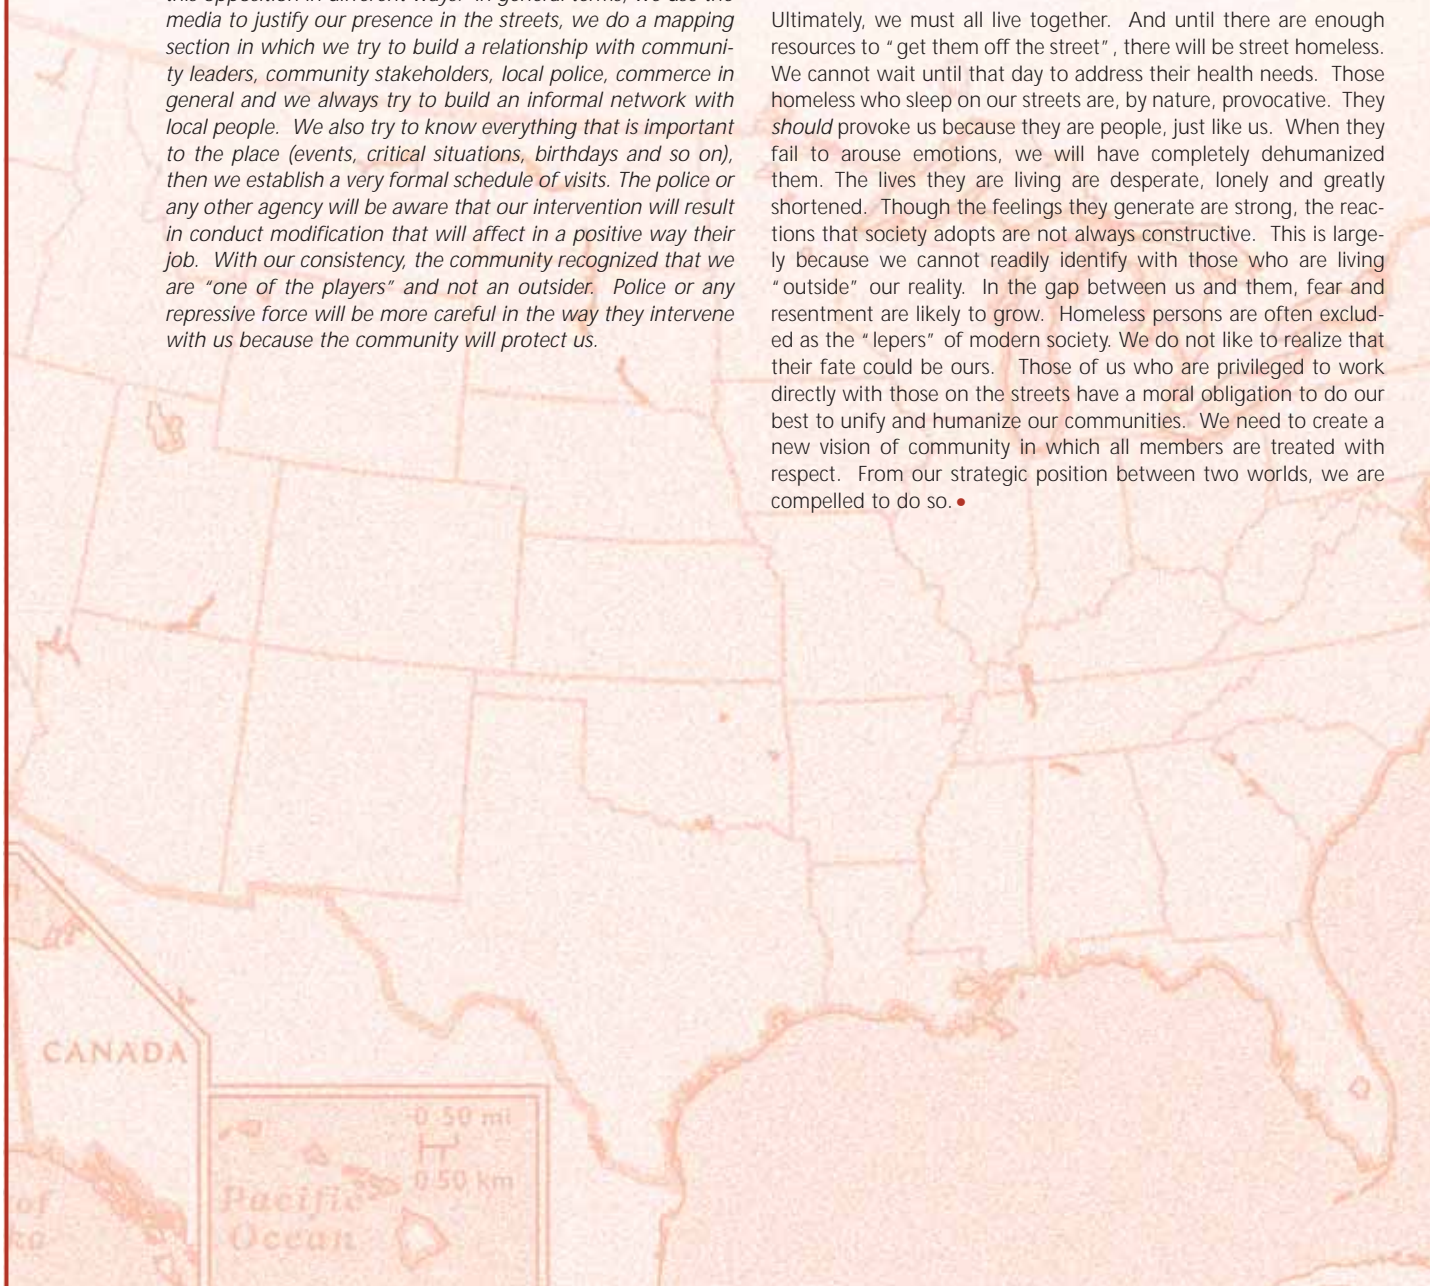 this opposition in different ways. In general terms, we use the
media to justify our presence in the streets, we do a mapping
section in which we try to build a relationship with communi-
ty leaders, community stakeholders, local police, commerce in
general and we always try to build an informal network with
local people. We also try to know everything that is important
to the place (events, critical situations, birthdays and so on),
then we establish a very formal schedule of visits. The police or
any other agency will be aware that our intervention will result
in conduct modification that will affect in a positive way their
job. With our consistency, the community recognized that we
are "one of the players" and not an outsider. Police or any
repressive force will be more careful in the way they intervene
with us because the community will protect us.
Ultimately, we must all live together. And until there are enough
resources to "get them off the street", there will be street homeless.
We cannot wait until that day to address their health needs. Those
homeless who sleep on our streets are, by nature, provocative. They
should provoke us because they are people, just like us. When they
fail to arouse emotions, we will have completely dehumanized
them. The lives they are living are desperate, lonely and greatly
shortened. Though the feelings they generate are strong, the reac-
tions that society adopts are not always constructive. This is large-
ly because we cannot readily identify with those who are living
"outside" our reality. In the gap between us and them, fear and
resentment are likely to grow. Homeless persons are often exclud-
ed as the "lepers" of modern society. We do not like to realize that
their fate could be ours. Those of us who are privileged to work
directly with those on the streets have a moral obligation to do our
best to unify and humanize our communities. We need to create a
new vision of community in which all members are treated with
respect. From our strategic position between two worlds, we are
compelled to do so. •
CANADA
0 50 mi
0 50 km
Pacific
Ocean
of